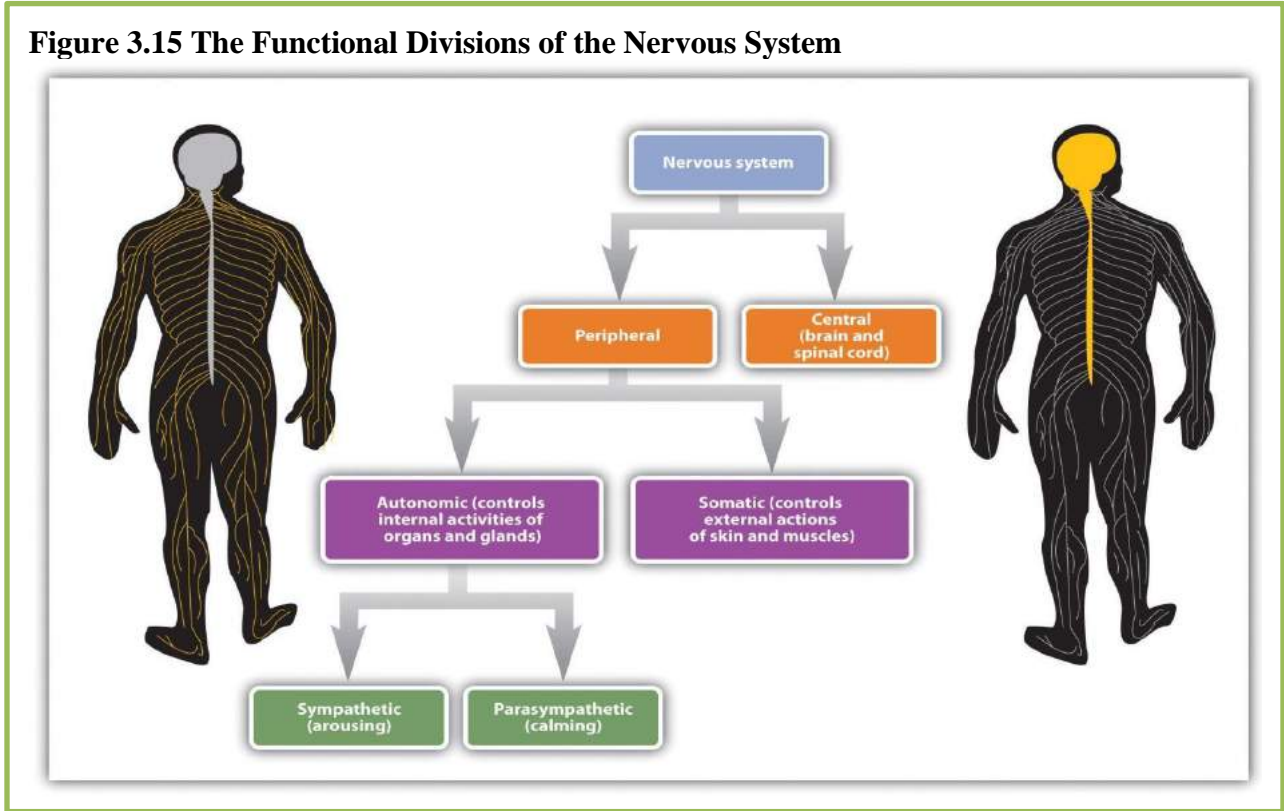 Figure 3.15 The Functional Divisions of the Nervous System
Nervous system
Peripheral
Central
(brain and
spinal cord)
Autonomic (controls
internal activities of
organs and glands)
Somatic (controls
external actions
of skin and muscles)
Sympathetic
(arousing)
Parasympathetic
(calming)